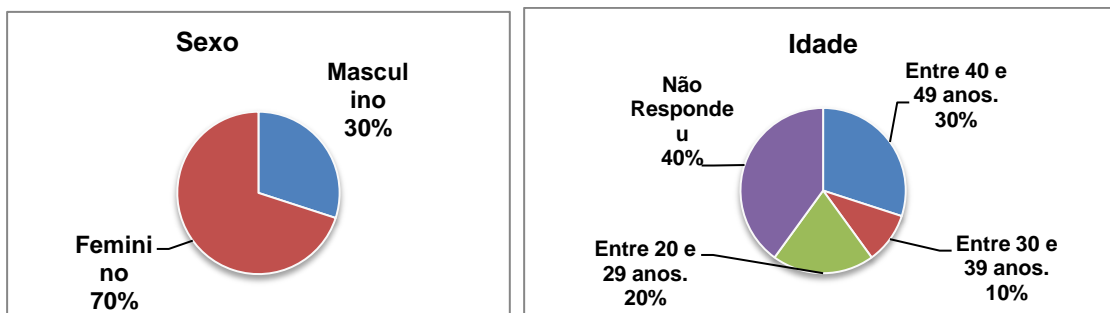 Sexo
Mascul
ino
30%
Femini
no
70%
Idade
Entre 40 e
49 anos.
30%
Não
Responde
u
40%
Entre 20 e
29 anos.
20%
Entre 30 e
39 anos.
10%